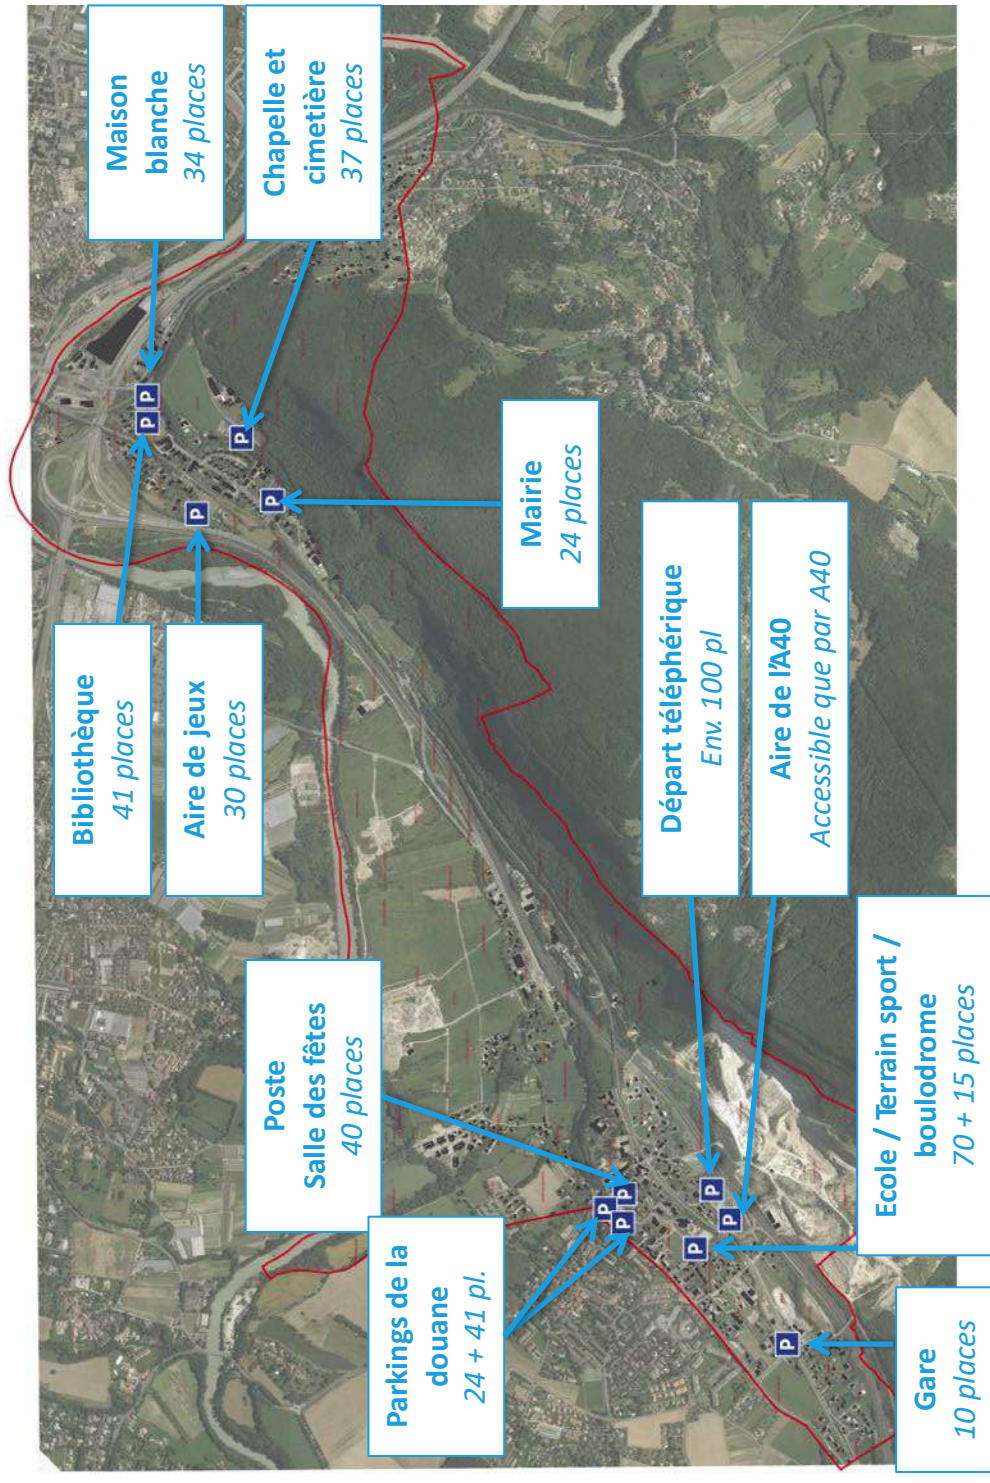 Bibliothèque
41 places
Maison
blanche
34 places
Aire de jeux
30 places
Poste
Salle des fêtes
40 places
Chapelle et
cimetière
37 places
Parkings de la
douane
24 + 41 pl.
Mairie
24 places
Départ téléphérique
Env. 100 pl
Aire de l'A40
Accessible que par A40
Ecole / Terrain sport /
boulodrome
70 + 15 places
Gare
10 places
P
P
P
P
P
P
P
P
P
P
P
P